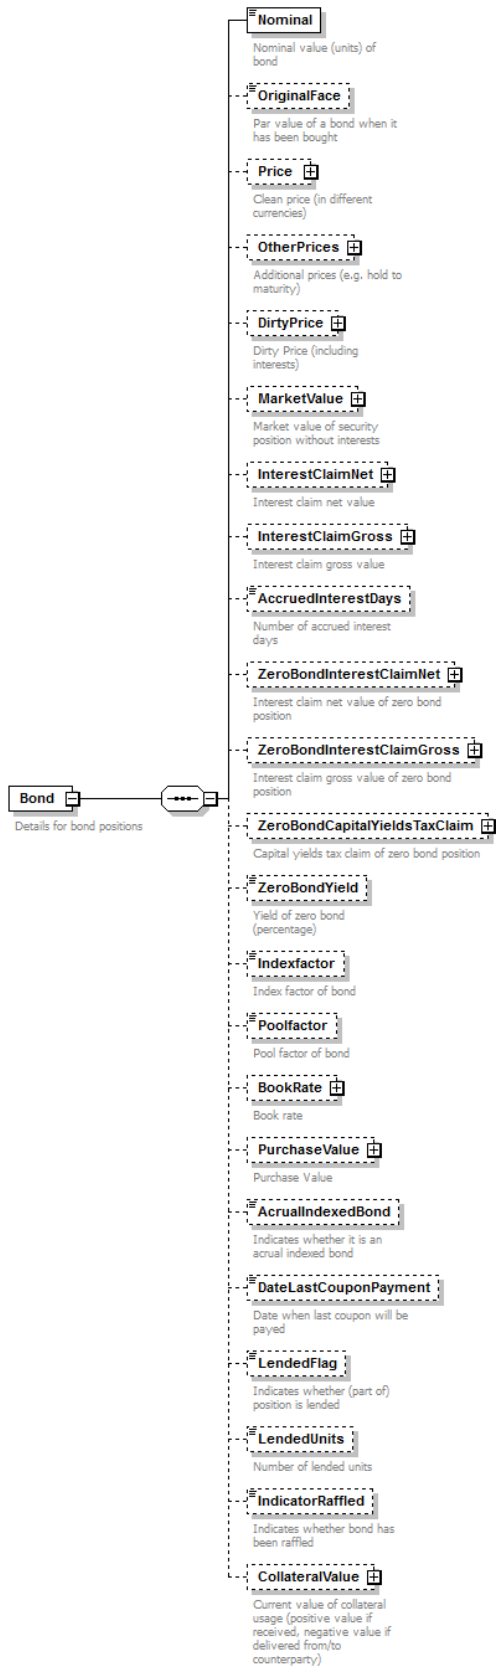 Nominal
Nominal value (units) of
bond
OriginalFace
Par value of a bond when it
has been bought
Price
Clean price (in different
currencies)
OtherPrices
Additional prices (e.g. hold to
maturity)
DirtyPrice
Dirty Price (including
interests)
MarketValue
Market value of security
position without interests
InterestClaimNet
Interest claim net value
InterestClaimGross
Interest claim gross value
AccruedInterestDays
Number of accrued interest
days
ZeroBondInterestClaimNet
Interest claim net value of zero bond
position
ZeroBondInterestClaimGross
Interest claim gross value of zero bond
position
Bond
Details for bond positions
ZeroBondCapitalYieldsTaxClaim
Capital yields tax claim of zero bond position
ZeroBondYield
Yield of zero bond
(percentage)
Indexfactor
Index factor of bond
Poolfactor
Pool factor of bond
BookRate
Book rate
PurchaseValue
Purchase Value
AcrualIndexedBond
Indicates whether it is an
acrual indexed bond
DateLastCouponPayment
Date when last coupon will be
payed
LendedFlag
Indicates whether (part of)
position is lended
LendedUnits
Number of lended units
IndicatorRaffled
Indicates whether bond has
been raffled
CollateralValue
Current value of collateral
usage (positive value if
received, negative value if
delivered from/to
counterparty)